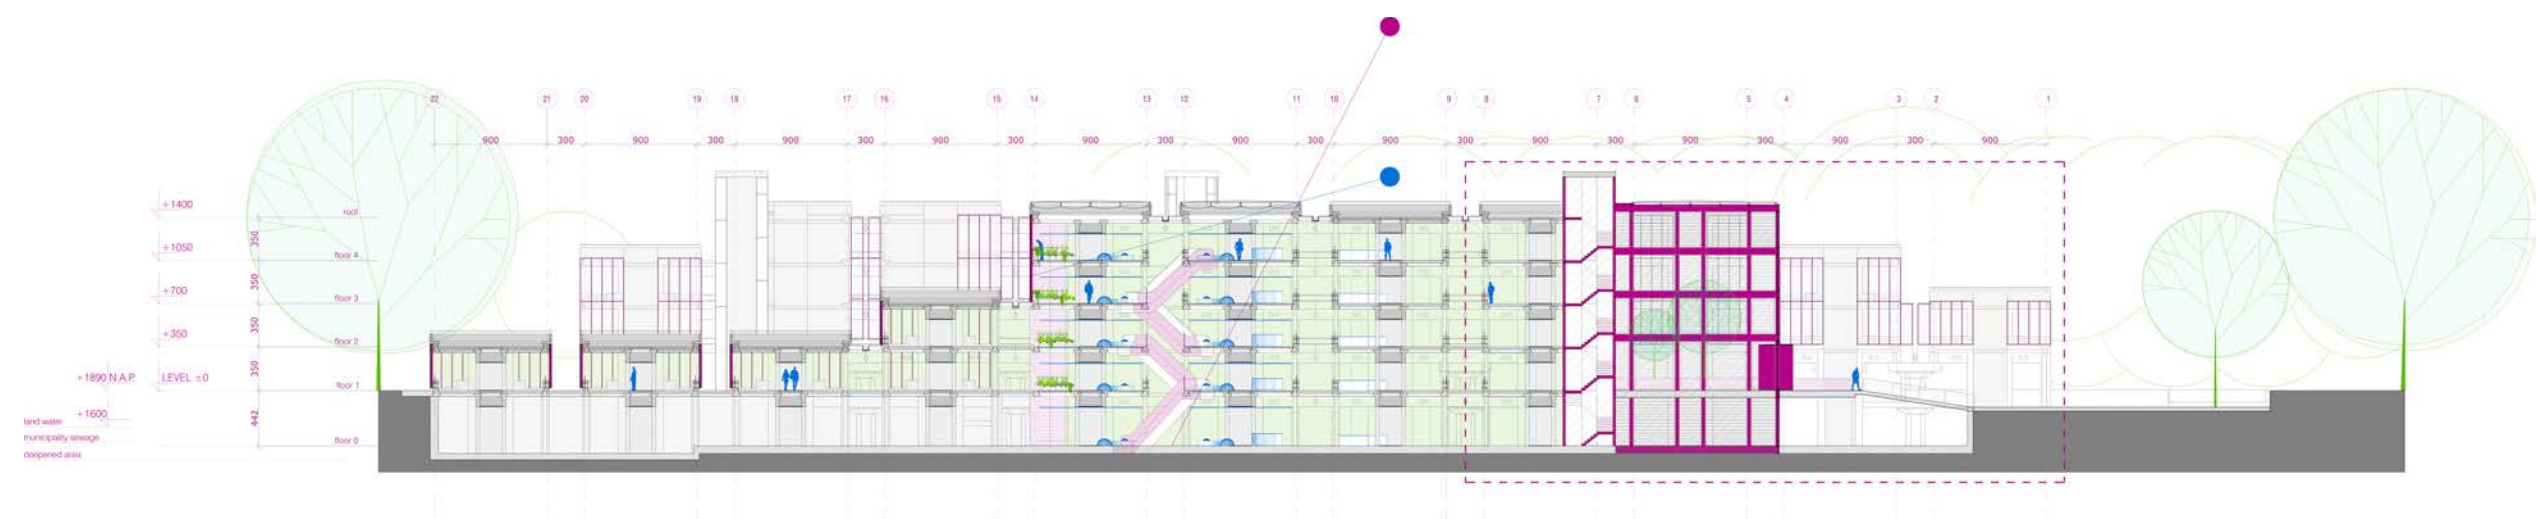 22 21 20 19 18 17 16 15 14 13 12 11 10 9 8 7 6 5 4 3 2 1
900 300 900 300 900 300 900 300 900 300 900 300 900 300 900 300 900 300 900 300 900
+1400 roof
350
+1050 floor 4
350
+700 floor 3
350
+350 floor 2
350
+1890 N.A.P. LEVEL ±0 floor 1
+1600
442
land water
municipality sewage floor 0
deepened area